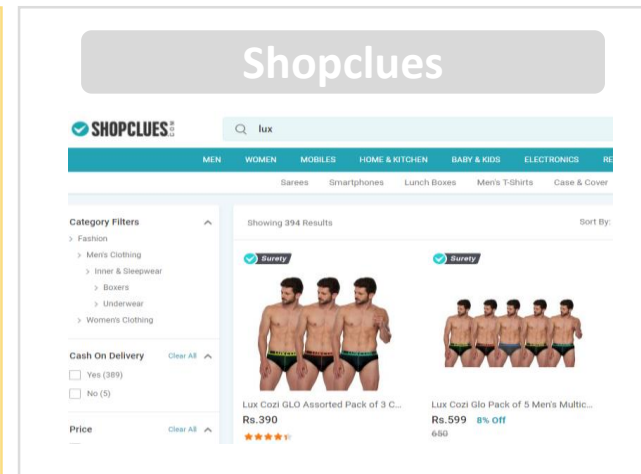 Shopclues
SHOPCLUES.COM
lux
MEN WOMEN MOBILES HOME & KITCHEN BABY & KIDS ELECTRONICS RE
Sarees Smartphones Lunch Boxes Men's T-Shirts Case & Cover
Category Filters
> Fashion
> Men's Clothing
> Inner & Sleepwear
> Boxers
> Underwear
> Women's Clothing
Cash On Delivery Clear All
Yes (389)
No (5)
Price Clear All
Showing 394 Results Sort By:
Surety
Lux Cozi GLO Assorted Pack of 3 C...
Rs.390
Surety
Lux Cozi Glo Pack of 5 Men's Multic...
Rs.599 8% Off
650